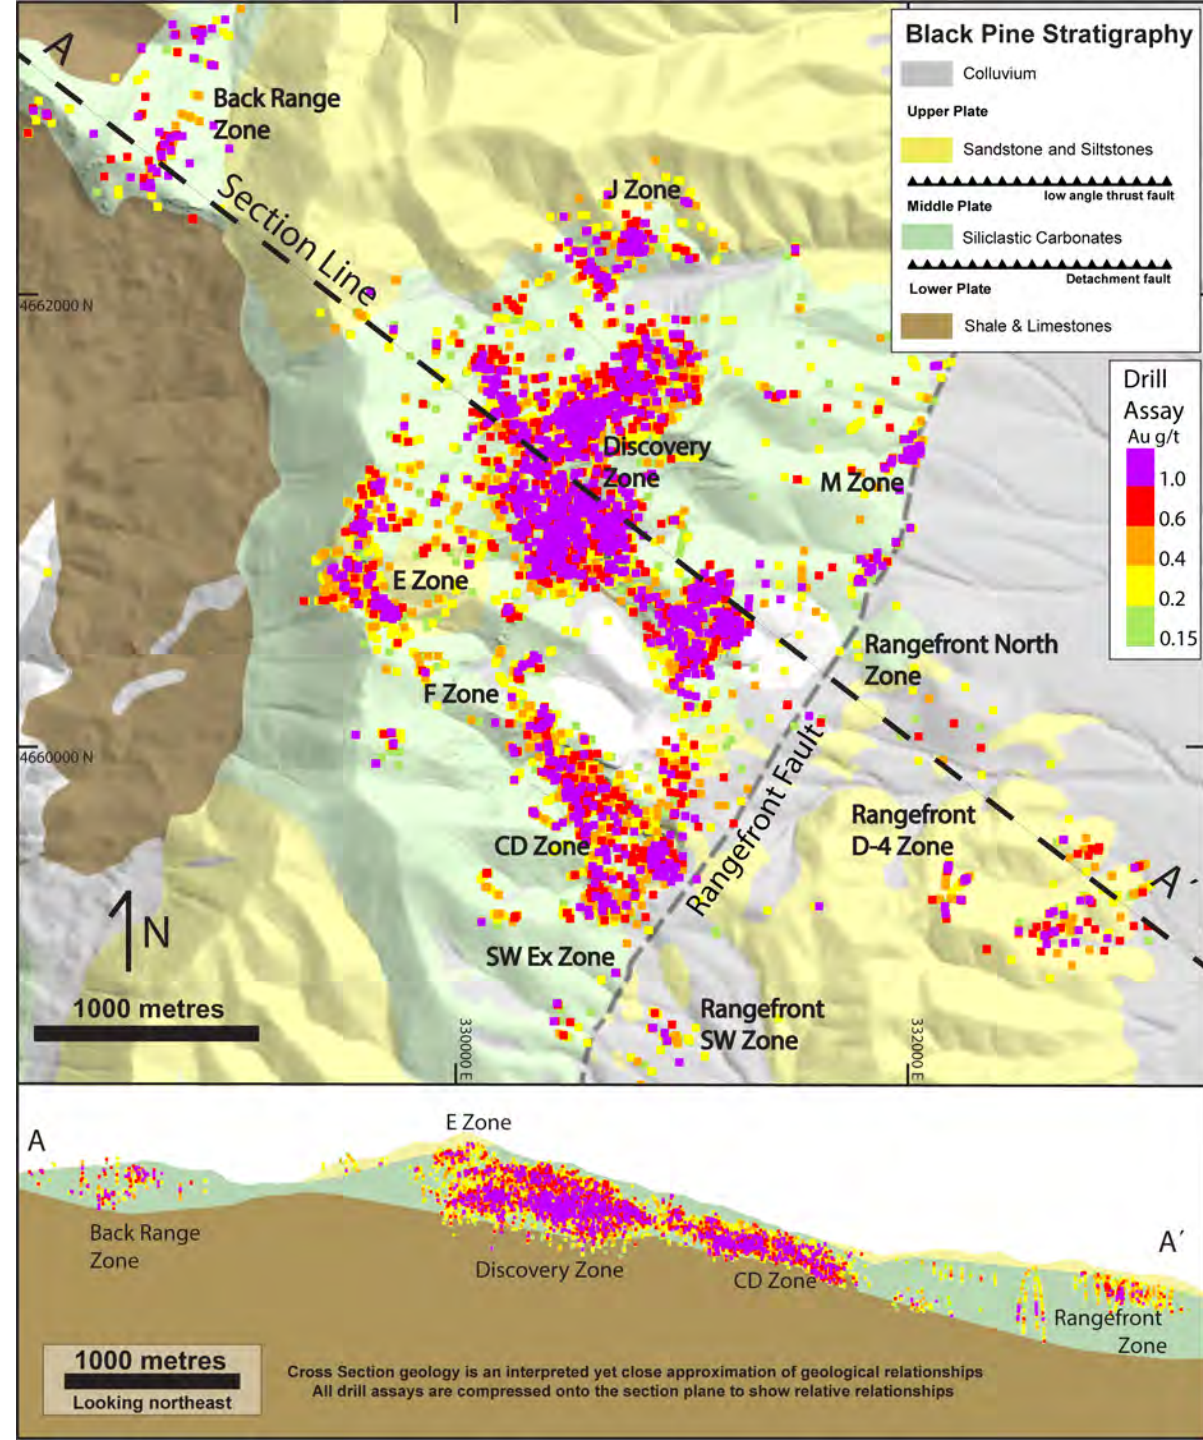 Black Pine Stratigraphy
Colluvium
Upper Plate
Sandstone and Siltstones
low angle thrust fault
Middle Plate
Siliclastic Carbonates
Detachment fault
Lower Plate
Shale & Limestones
Drill
Assay
Au g/t
1.0
0.6
0.4
0.2
0.15
A
Back Range
Zone
Section Line
J Zone
4662000 N
Discovery
Zone
M Zone
E Zone
Rangefront North
Zone
F Zone
4660000 N
Rangefront Fault
Rangefront
D-4 Zone
CD Zone
A´
N
SW Ex Zone
1000 metres
Rangefront
SW Zone
330000 E
332000 E
E Zone
A
Back Range
Zone
A´
Discovery Zone
CD Zone
Rangefront
Zone
1000 metres
Looking northeast
Cross Section geology is an interpreted yet close approximation of geological relationships
All drill assays are compressed onto the section plane to show relative relationships